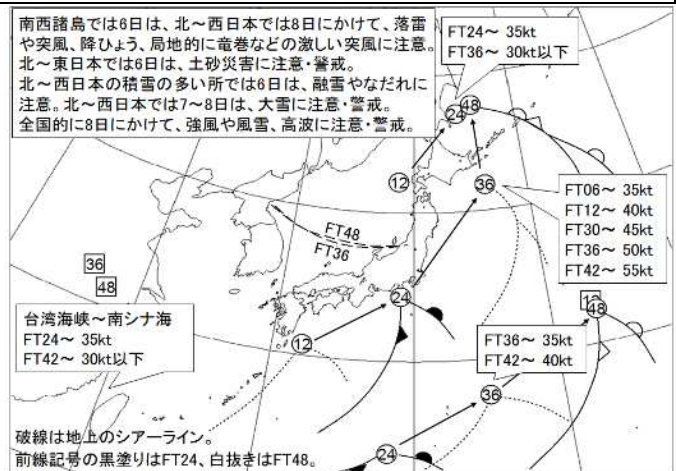 南西諸島では6日は、北～西日本では8日にかけて、落雷
や突風、降ひょう、局地的に竜巻などの激しい突風に注意。
北～東日本では6日は、土砂災害に注意・警戒。
北～西日本の積雪の多い所では6日は、融雪やなだれに
注意。北～西日本では7～8日は、大雪に注意・警戒。
全国的に8日にかけて、強風や風雪、高波に注意・警戒。
FT24～ 35kt
FT36～ 30kt以下
48
24
12
36
FT06～ 35kt
FT12～ 40kt
FT30～ 45kt
FT36～ 50kt
FT42～ 55kt
FT48
FT36
36
48
24
48
台湾海峡～南シナ海
FT24～ 35kt
FT42～ 30kt以下
12
FT36～ 35kt
FT42～ 40kt
36
破線は地上のシアーライン。
前線記号の黒塗りはFT24、白抜きはFT48。
24